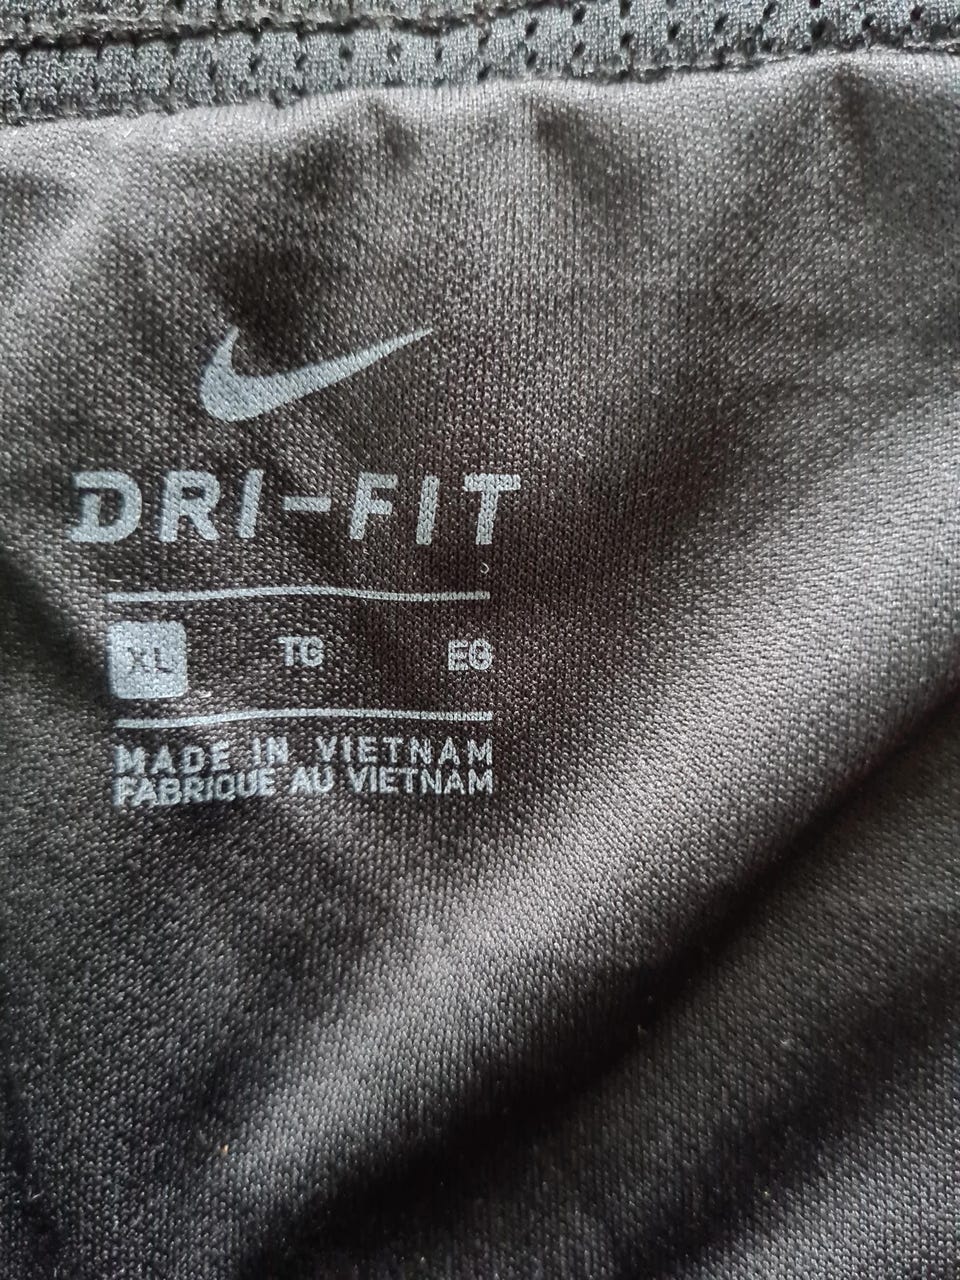 DRI-FIT
XL TG EG
MADE IN VIETNAM
FABRIQUE AU VIETNAM